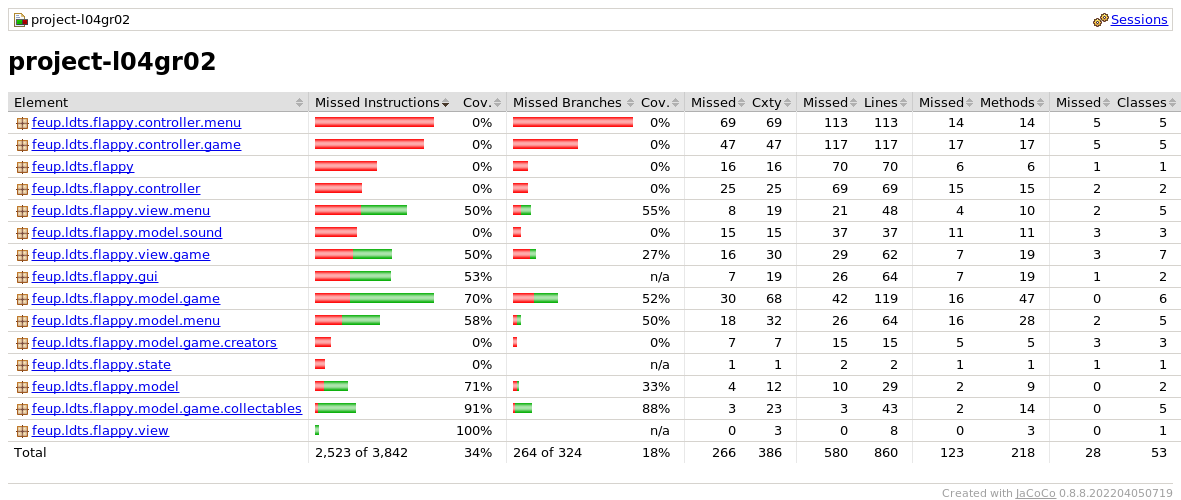 project-l04gr02 Sessions
project-l04gr02
Element Missed Instructions Cov. Missed Branches Cov. Missed Cxty Missed Lines Missed Methods Missed Classes
feup.ldts.flappy.controller.menu 0% 0% 69 69 113 113 14 14 5 5
feup.ldts.flappy.controller.game 0% 0% 47 47 117 117 17 17 5 5
feup.ldts.flappy 0% 0% 16 16 70 70 6 6 1 1
feup.ldts.flappy.controller 0% 0% 25 25 69 69 15 15 2 2
feup.ldts.flappy.view.menu 50% 55% 8 19 21 48 4 10 2 5
feup.ldts.flappy.model.sound 0% 0% 15 15 37 37 11 11 3 3
feup.ldts.flappy.view.game 50% 27% 16 30 29 62 7 19 3 7
feup.ldts.flappy.gui 53% n/a 7 19 26 64 7 19 1 2
feup.ldts.flappy.model.game 70% 52% 30 68 42 119 16 47 0 6
feup.ldts.flappy.model.menu 58% 50% 18 32 26 64 16 28 2 5
feup.ldts.flappy.model.game.creators 0% 0% 7 7 15 15 5 5 3 3
feup.ldts.flappy.state 0% n/a 1 1 2 2 1 1 1 1
feup.ldts.flappy.model 71% 33% 4 12 10 29 2 9 0 2
feup.ldts.flappy.model.game.collectables 91% 88% 3 23 3 43 2 14 0 5
feup.ldts.flappy.view 100% n/a 0 3 0 8 0 3 0 1
Total 2,523 of 3,842 34% 264 of 324 18% 266 386 580 860 123 218 28 53
Created with JaCoCo 0.8.8.202204050719